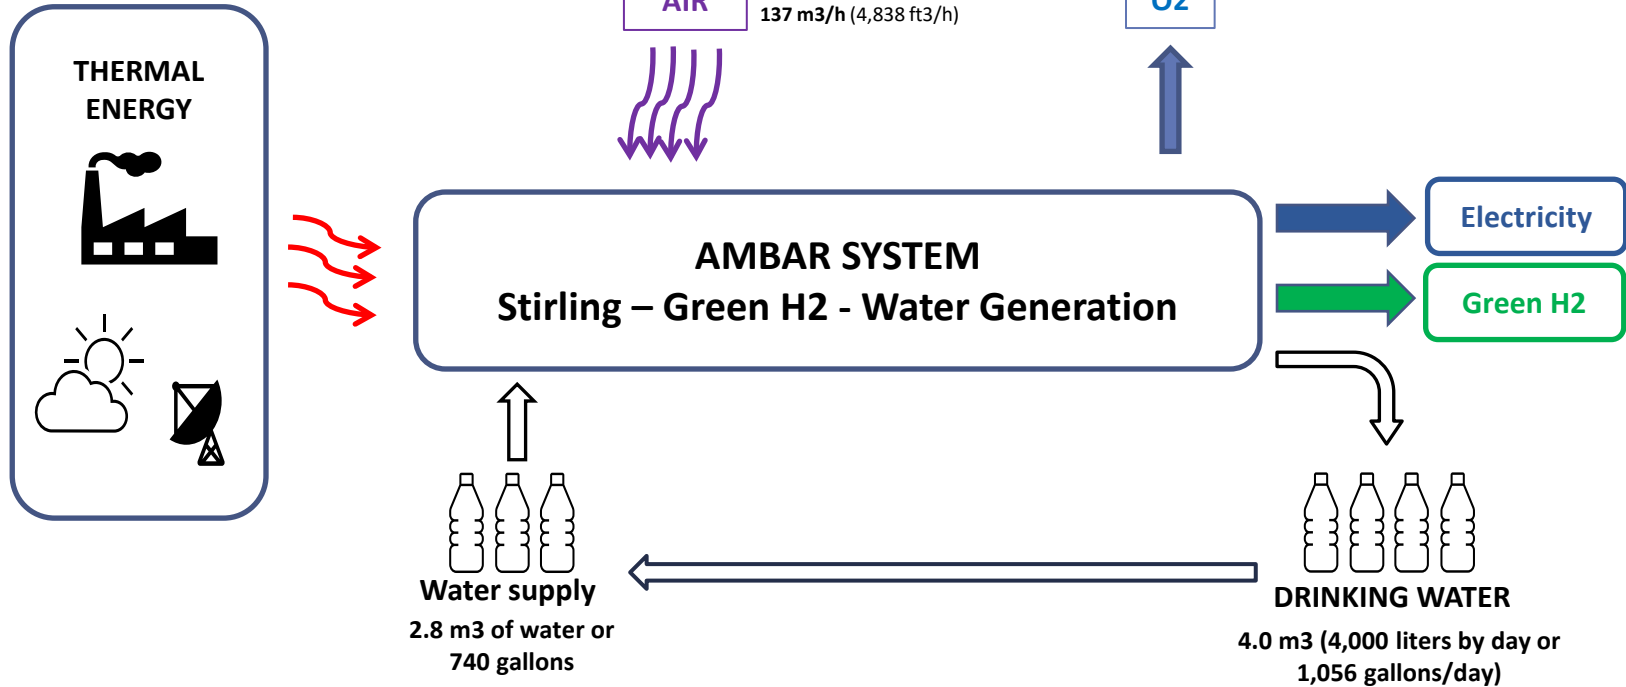 AIR
137 m3/h (4,838 ft3/h)
O2
THERMAL
ENERGY
AMBAR SYSTEM
Stirling – Green H2 - Water Generation
Electricity
Green H2
Water supply
2.8 m3 of water or
740 gallons
DRINKING WATER
4.0 m3 (4,000 liters by day or
1,056 gallons/day)